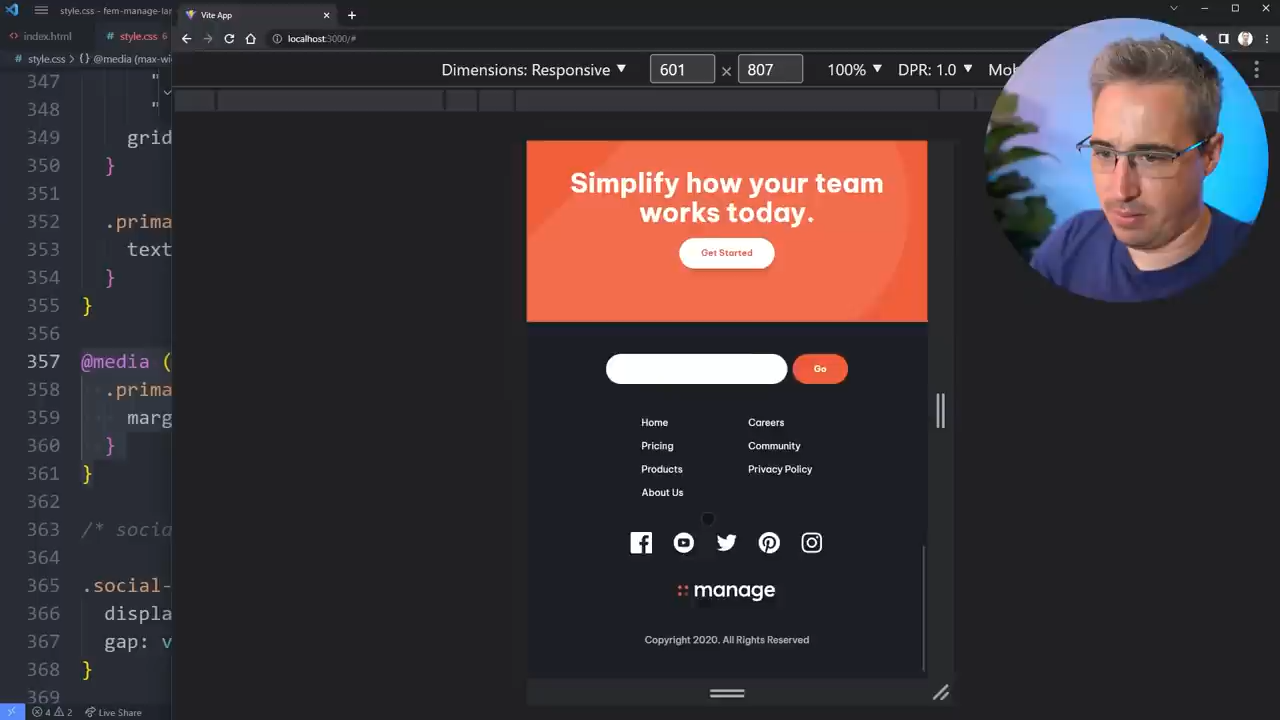 style.css - fem-manage-lan
index.html
style.css 6
style.css > {} @media (max-wi
347
"
348
"
349 grid
350 }
351
352 .prima
353 text
354 }
355 }
356
357 @media (
358 .prima
359 marg
360 }
361 }
362
363 /* socia
364
365 .social-
366 displa
367 gap: v
368 }
369
4 2 Live Share
Vite App
localhost:3000/#
Dimensions: Responsive 601 × 807 100% DPR: 1.0 Mob
Simplify how your team
works today.
Get Started
Go
Home Careers
Pricing Community
Products Privacy Policy
About Us
manage
Copyright 2020. All Rights Reserved